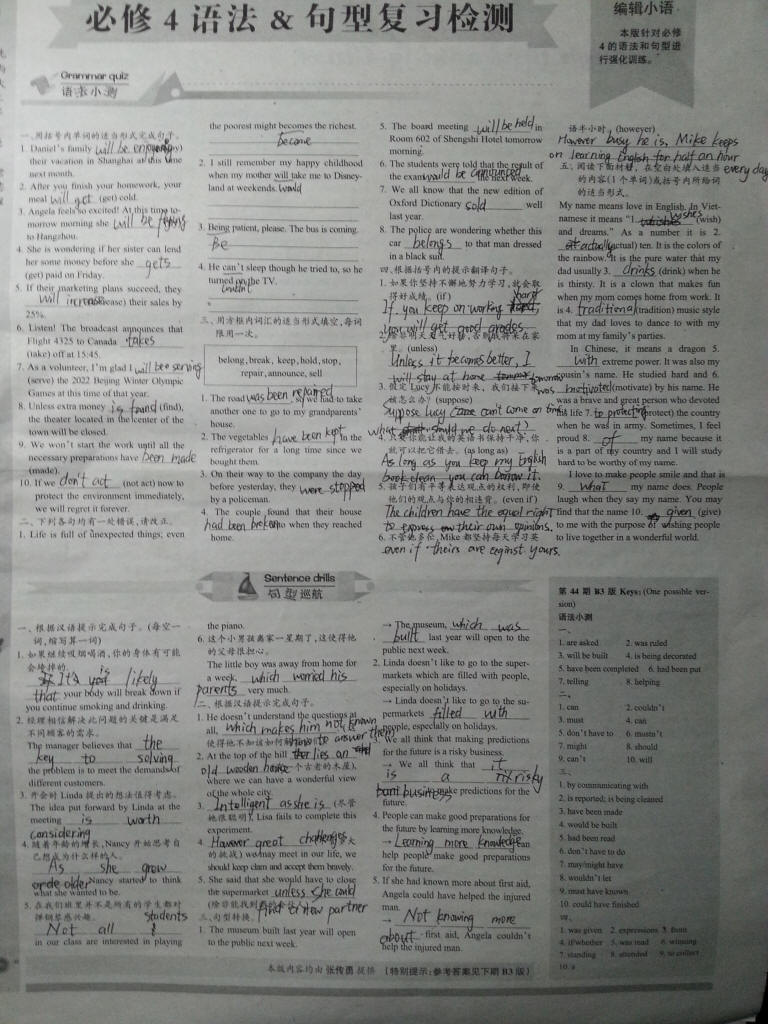 必修 4 语法 & 句型复习检测
编辑小语
本版针对必修
4 的语法和句型进
行强化训练。
Grammar quiz
语法小测
一、用括号内单词的适当形式完成句子。
1. Daniel's family will be enjoying
their vacation in Shanghai at this time
next month.
2. After you finish your homework, your
meal will get (get) cold.
3. Angela feels so excited! At this time to-
morrow morning she will be flying
to Hangzhou.
4. She is wondering if her sister can lend
her some money before she gets
(get) paid on Friday.
5. If their marketing plans succeed, they
will increase their sales by
25%.
6. Listen! The broadcast announces that
Flight 4325 to Canada takes
(take) off at 15:45.
7. As a volunteer, I'm glad I will be serving
(serve) the 2022 Beijing Winter Olympic
Games at this time of that year.
8. Unless extra money is found (find),
the theater located in the center of the
town will be closed.
9. We won't start the work until all the
necessary preparations have been made
(made).
10. If we don't act (not act) now to
protect the environment immediately,
we will regret it forever.
二、下列各句均有一处错误,请改正。
1. Life is full of unexpected things; even
the poorest might becomes the richest.
become
2. I still remember my happy childhood
when my mother will take me to Disney-
land at weekends. would
3. Being patient, please. The bus is coming.
Be
4. He can't sleep though he tried to, so he
turned on the TV.
couldn't
三、用方框内词汇的适当形式填空,每词
限用一次。
belong, break, keep, hold, stop,
repair, announce, sell
1. The road was being repaired, so we had to take
another one to go to my grandparents'
house.
2. The vegetables have been kept in the
refrigerator for a long time since we
bought them.
3. On their way to the company the day
before yesterday, they were stopped
by a policeman.
4. The couple found that their house
had been broken into when they reached
home.
5. The board meeting will be held in
Room 602 of Shengshi Hotel tomorrow
morning.
6. The students were told that the result of
the exam would be announced the next week.
7. We all know that the new edition of
Oxford Dictionary sold well
last year.
8. The police are wondering whether this
car belongs to that man dressed
in a black suit.
四、根据括号内的提示翻译句子。
1. 如果你坚持不懈地努力学习,就会取
得好成绩。(if)
If you keep on working hard,
you will get good grades.
2. 除非明天天气好转,否则我将呆在家
里。(unless)
Unless it becomes better, I
will stay at home tomorrow
3. 假定 Lucy 不能按时来,我们接下来
该怎么办? (suppose)
Suppose Lucy can't come on time
what should we do next?
4. 只要你能让我的英语书保持干净,你
就可以把它借去。(as long as)
As long as you keep my English
book clean, you can borrow it.
5. 孩子们有平等表达观点的权利,即使
他们的观点与你的相违背。(even if)
The children have the equal right
to express their own opinions.
even if theirs are against yours.
6. 不管他多忙,Mike 都坚持每天学习英
语半小时。(however)
However busy he is, Mike keeps
on learning English for half an hour
every day
五、阅读下面材料,在空白处填入适当
的内容(1 个单词)或括号内所给词
的适当形式。
My name means love in English. In Viet-
namese it means "1. wishes (wish)
and dreams." As a number it is 2.
actually(actual) ten. It is the colors of
the rainbow. It is the pure water that my
dad usually 3. drinks (drink) when he
is thirsty. It is a clown that makes fun
when my mom comes home from work. It
is 4. traditional(tradition) music style
that my dad loves to dance to with my
mom at my family's parties.
In Chinese, it means a dragon 5.
with extreme power. It was also my
cousin's name. He studied hard and 6.
was motivated(motivate) by his name. He
was a brave and great person who devoted
his life 7. to protecting(protect) the country
when he was in army. Sometimes, I feel
proud 8. of my name because it
is a part of my country and I will study
hard to be worthy of my name.
I love to make people smile and that is
9. what my name does. People
laugh when they say my name. You may
find that the name 10. given (give)
to me with the purpose of wishing people
to live together in a wonderful world.
Sentence drills
句型巡航
一、根据汉语提示完成句子。(每空一
词,缩写算一词)
1. 如果继续吸烟喝酒,你的身体有可能
会垮掉的。
It's is likely
that your body will break down if
you continue smoking and drinking.
2. 经理相信解决此问题的关键是满足
不同顾客的需求。
The manager believes that the
key to solving
the problem is to meet the demands of
different customers.
3. 开会时 Linda 提出的想法值得考虑。
The idea put forward by Linda at the
meeting is worth
considering
4. 随着年龄的增长,Nancy 开始思考自
己想成为什么样的人。
As she grow
older Nancy started to think
what she wanted to be.
5. 在我们班里并不是所有的学生都对
弹钢琴感兴趣。
Not all students
in our class are interested in playing
the piano.
6. 这个小男孩离家一星期了,这使得他
的父母很担心。
The little boy was away from home for
a week, which worried his
parents very much.
二、根据汉语提示完成句子。
1. He doesn't understand the questions at
all, which makes him not known
how to answer them
2. At the top of the hill lies an
old wooden house (一个古老的木屋),
where we can have a wonderful view
of the whole city.
3. Intelligent as she is (尽管
她很聪明), Lisa fails to complete this
experiment.
4. However great challenges
的挑战) we may meet in our life, we
should keep clam and accept them bravely.
5. She said that she would have to close
the supermarket unless she could
find a new partner
三、句型转换。
1. The museum built last year will open
to the public next week.
→ The museum, which was
built last year will open to the
public next week.
2. Linda doesn't like to go to the super-
markets which are filled with people,
especially on holidays.
→ Linda doesn't like to go to the su-
permarkets filled with
people, especially on holidays.
3. We all think that making predictions
for the future is a risky business.
→ We all think that it
is a risky
business to make predictions for the
future.
4. People can make good preparations for
the future by learning more knowledge.
→ Learning more knowledge can
help people make good preparations
for the future.
5. If she had known more about first aid,
Angela could have helped the injured
man.
→ Not knowing more
about first aid, Angela couldn't
help the injured man.
本版内容均由 张传勇 提供 (特别提示:参考答案见下期 B3 版)
第 44 期 B3 版 Keys: (One possible ver-
sion)
语法小测
一、
1. are asked 2. was ruled
3. will be built 4. is being decorated
5. have been completed 6. had been put
7. telling 8. helping
二、
1. can 2. couldn't
3. must 4. can
5. don't have to 6. mustn't
7. might 8. should
9. can't 10. will
三、
1. by communicating with
2. is reported; is being cleaned
3. have been made
4. would be built
5. had been read
6. don't have to do
7. may/might have
8. wouldn't let
9. must have known
10. could have finished
四、
1. was given 2. expressions 3. from
4. if/whether 5. was read 6. winning
7. standing 8. attended 9. to collect
10. a